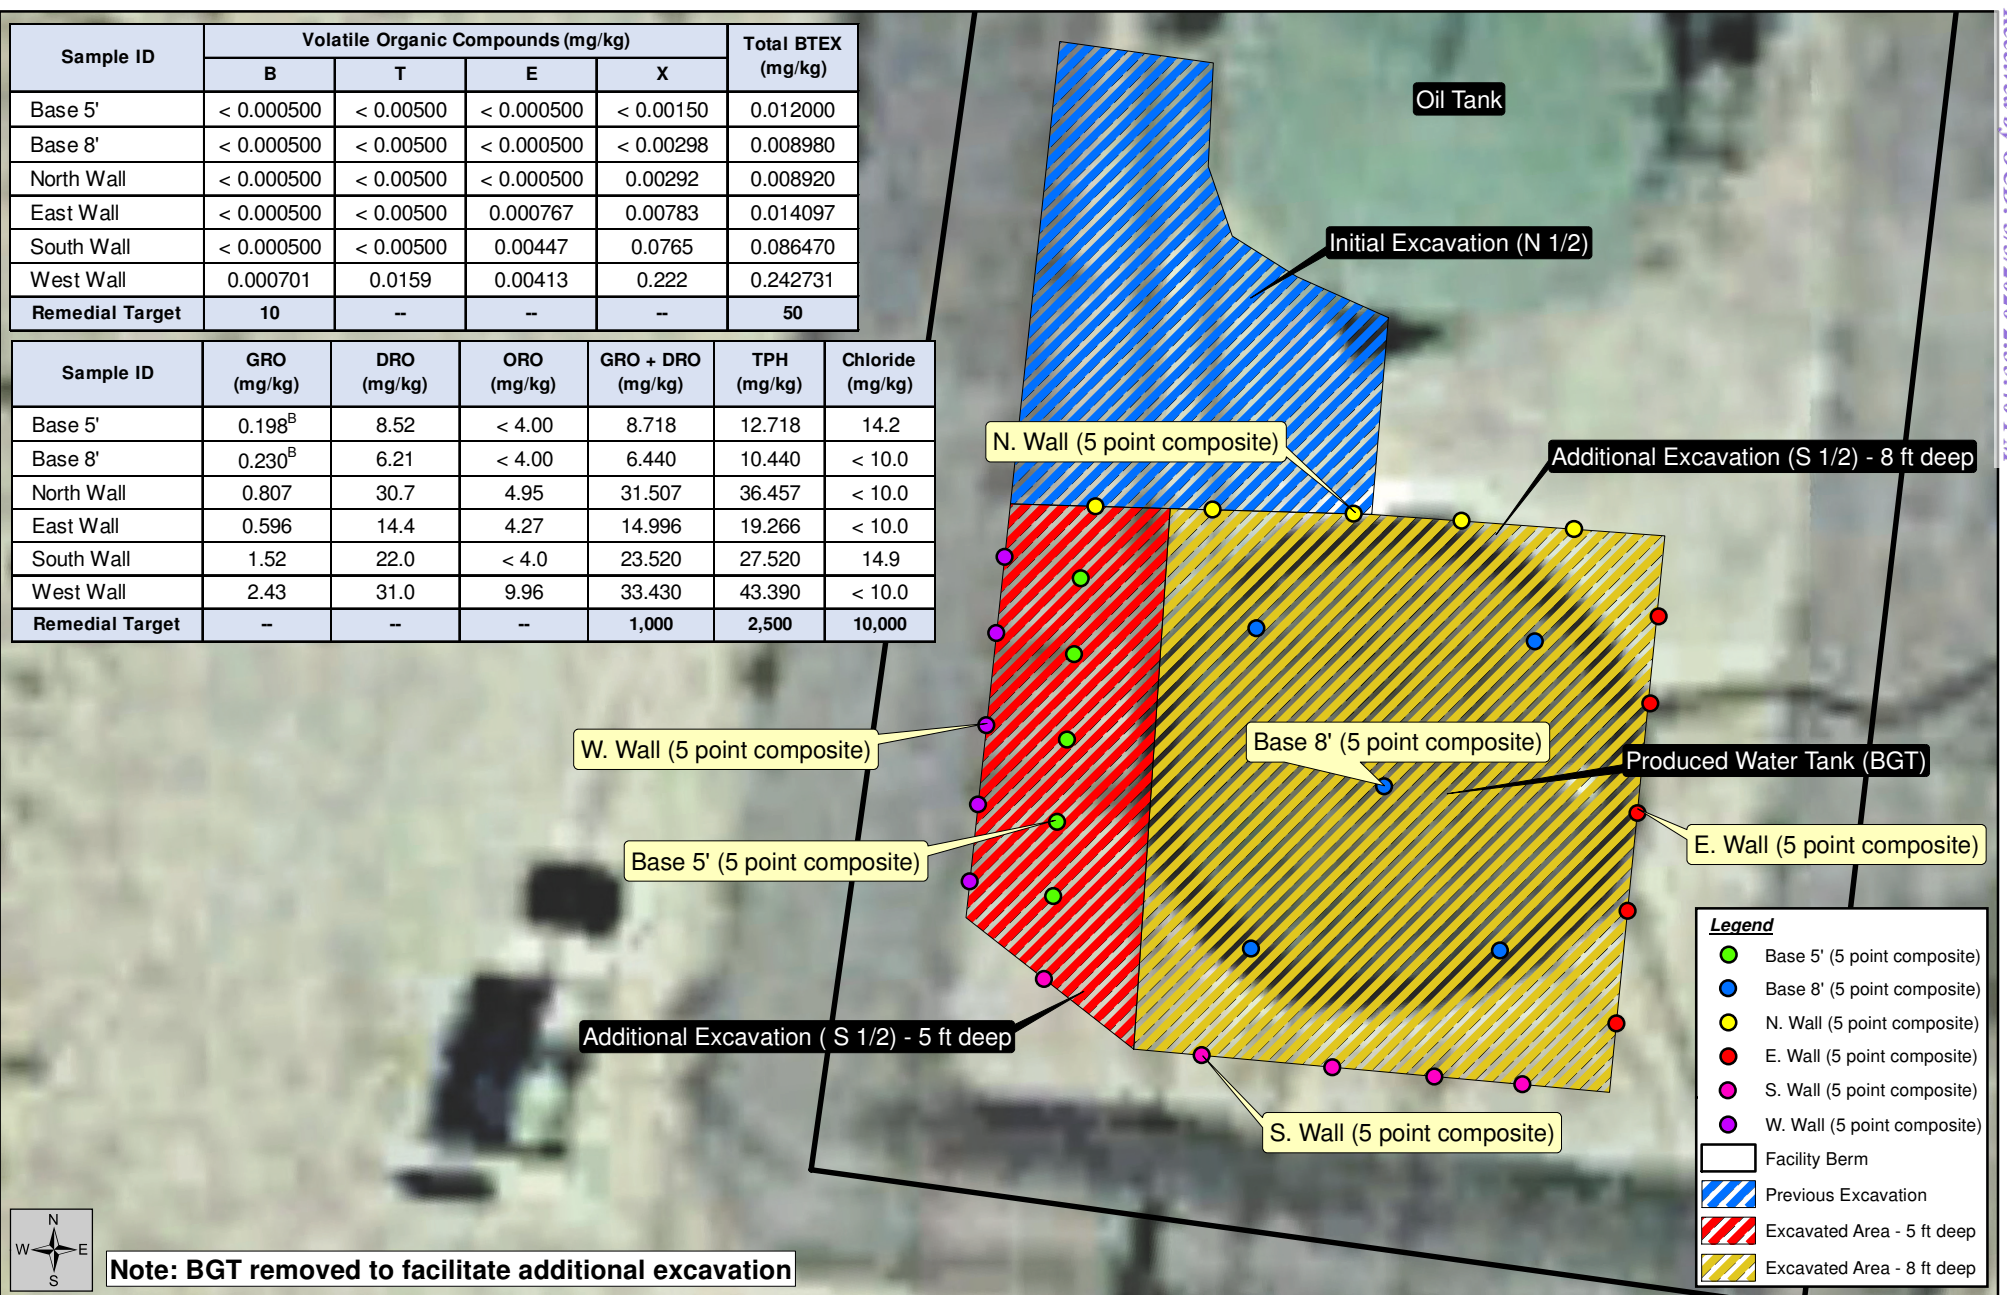 Sample ID Volatile Organic Compounds (mg/kg) Total BTEX (mg/kg)
B T E X
Base 5' < 0.000500 < 0.00500 < 0.000500 < 0.00150 0.012000
Base 8' < 0.000500 < 0.00500 < 0.000500 < 0.00298 0.008980
North Wall < 0.000500 < 0.00500 < 0.000500 0.00292 0.008920
East Wall < 0.000500 < 0.00500 0.000767 0.00783 0.014097
South Wall < 0.000500 < 0.00500 0.00447 0.0765 0.086470
West Wall 0.000701 0.0159 0.00413 0.222 0.242731
Remedial Target 10 -- -- -- 50
Sample ID GRO (mg/kg) DRO (mg/kg) ORO (mg/kg) GRO + DRO (mg/kg) TPH (mg/kg) Chloride (mg/kg)
Base 5' 0.198B 8.52 < 4.00 8.718 12.718 14.2
Base 8' 0.230B 6.21 < 4.00 6.440 10.440 < 10.0
North Wall 0.807 30.7 4.95 31.507 36.457 < 10.0
East Wall 0.596 14.4 4.27 14.996 19.266 < 10.0
South Wall 1.52 22.0 < 4.0 23.520 27.520 14.9
West Wall 2.43 31.0 9.96 33.430 43.390 < 10.0
Remedial Target -- -- -- 1,000 2,500 10,000
Oil Tank
Initial Excavation (N 1/2)
N. Wall (5 point composite)
Additional Excavation (S 1/2) - 8 ft deep
W. Wall (5 point composite)
Base 8' (5 point composite)
Produced Water Tank (BGT)
E. Wall (5 point composite)
Base 5' (5 point composite)
Additional Excavation ( S 1/2) - 5 ft deep
S. Wall (5 point composite)
Legend
Base 5' (5 point composite)
Base 8' (5 point composite)
N. Wall (5 point composite)
E. Wall (5 point composite)
S. Wall (5 point composite)
W. Wall (5 point composite)
Facility Berm
Previous Excavation
Excavated Area - 5 ft deep
Excavated Area - 8 ft deep
N
W E
S
Note: BGT removed to facilitate additional excavation